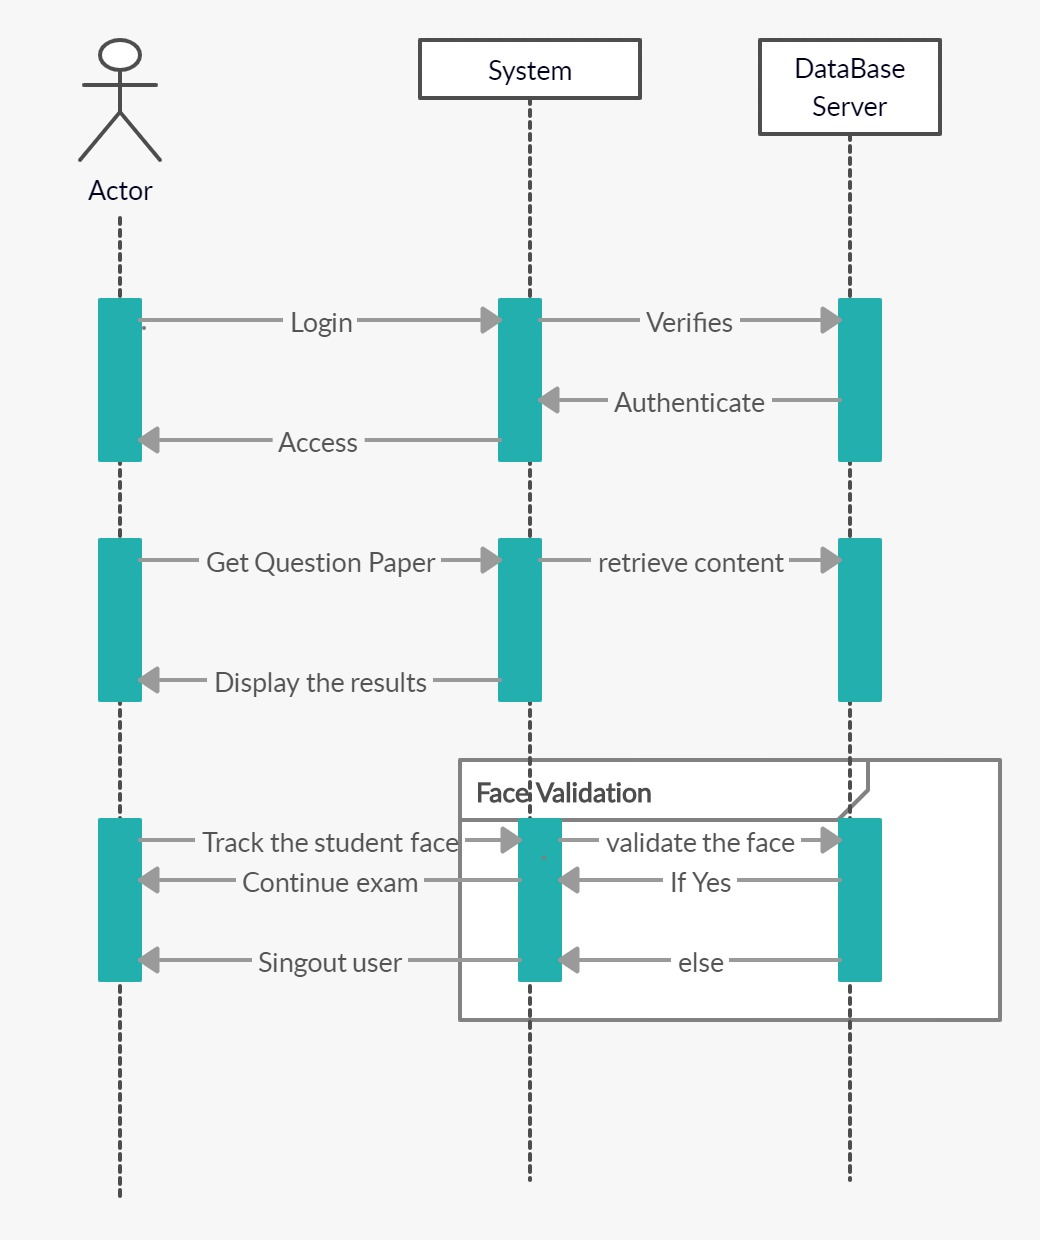 System
DataBase
Server
Actor
Login
Verifies
Authenticate
Access
Get Question Paper
retrieve content
Display the results
Face Validation
Track the student face
validate the face
Continue exam
If Yes
Singout user
else